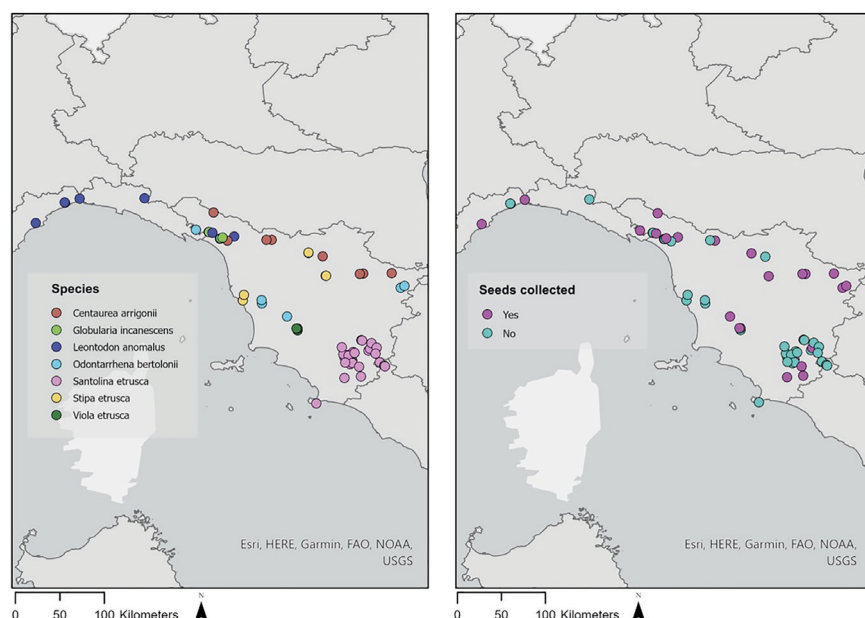 Species
Centaurea arrigonii
Globularia incanescens
Leontodon anomalus
Odontarrhena bertolonii
Santolina etrusca
Stipa etrusca
Viola etrusca
Esri, HERE, Garmin, FAO, NOAA,
USGS
0 50 100 Kilometers
N
Seeds collected
Yes
No
Esri, HERE, Garmin, FAO, NOAA,
USGS
0 50 100 Kilometers
N